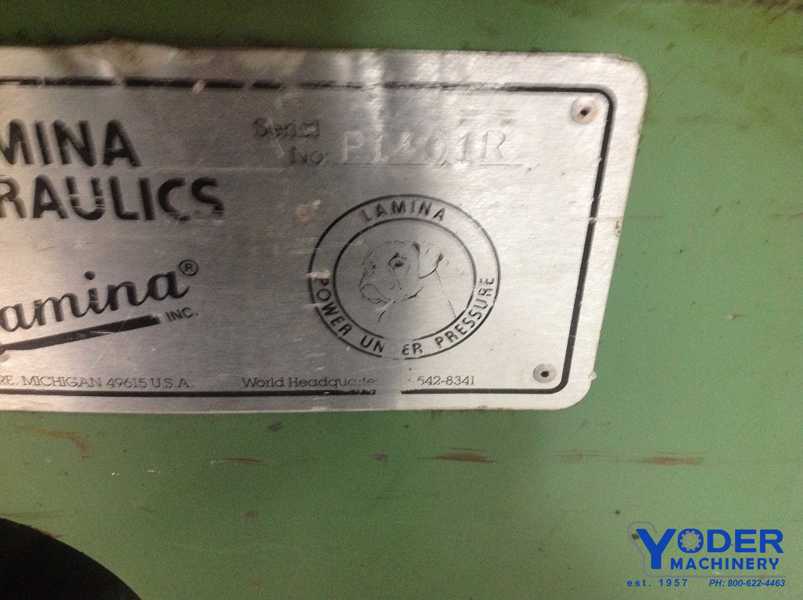 MINA
RAULICS
Serial
No. P1401R
LAMINA
POWER UNDER PRESSURE
amina®
INC.
RE, MICHIGAN 49615 U.S.A. World Headquarte 542-8341
YODER
MACHINERY
est. 1957 PH: 800-622-4463